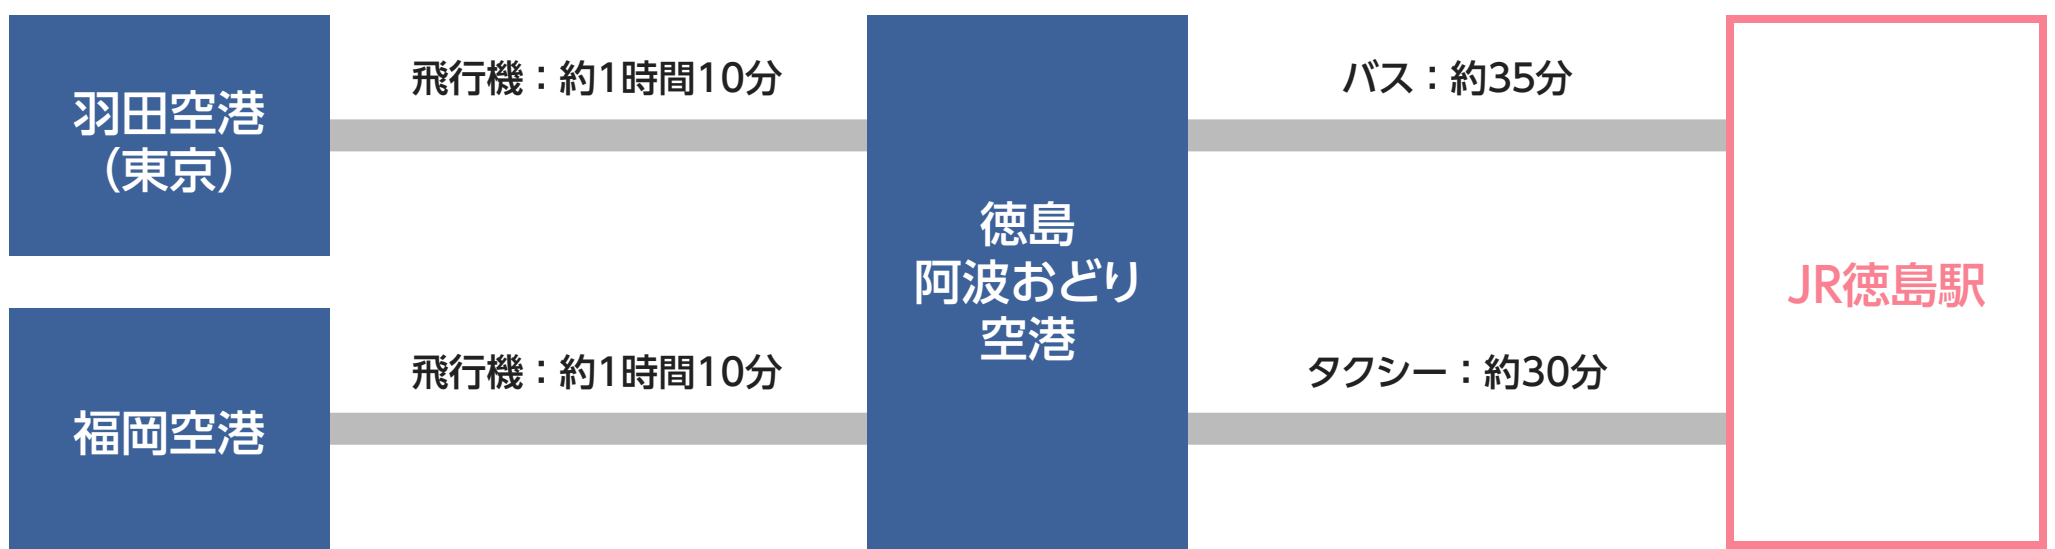 羽田空港
(東京)
飛行機：約1時間10分
福岡空港
飛行機：約1時間10分
徳島
阿波おどり
空港
バス：約35分
タクシー：約30分
JR徳島駅